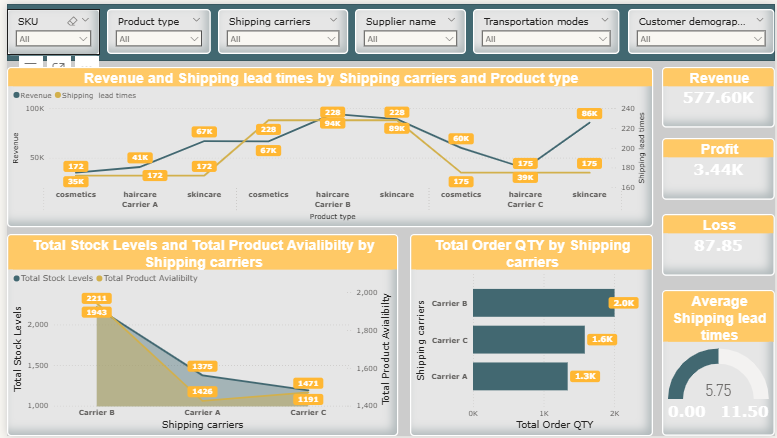 SKU
All
Product type
All
Shipping carriers
All
Supplier name
All
Transportation modes
All
Customer demograp...
All
Revenue and Shipping lead times by Shipping carriers and Product type
Revenue Shipping lead times
100K
50K
Revenue
240
220
200
180
160
Shipping lead times
172
35K
41K
172
67K
172
228
67K
228
94K
228
89K
60K
175
175
39K
86K
175
cosmetics haircare skincare cosmetics haircare skincare cosmetics haircare skincare
Carrier A Carrier B Carrier C
Product type
Revenue
577.60K
Profit
3.44K
Loss
87.85
Average
Shipping lead
times
5.75
0.00 11.50
Total Stock Levels and Total Product Avialibilty by
Shipping carriers
Total Stock Levels Total Product Avialibilty
Total Stock Levels
2,000
1,500
1,000
2,000
1,800
1,600
1,400
Total Product Avialibilty
2211
1943
1375
1426
1471
1191
Carrier B Carrier A Carrier C
Shipping carriers
Total Order QTY by Shipping
carriers
Shipping carriers
Carrier B 2.0K
Carrier C 1.6K
Carrier A 1.3K
0K 1K 2K
Total Order QTY